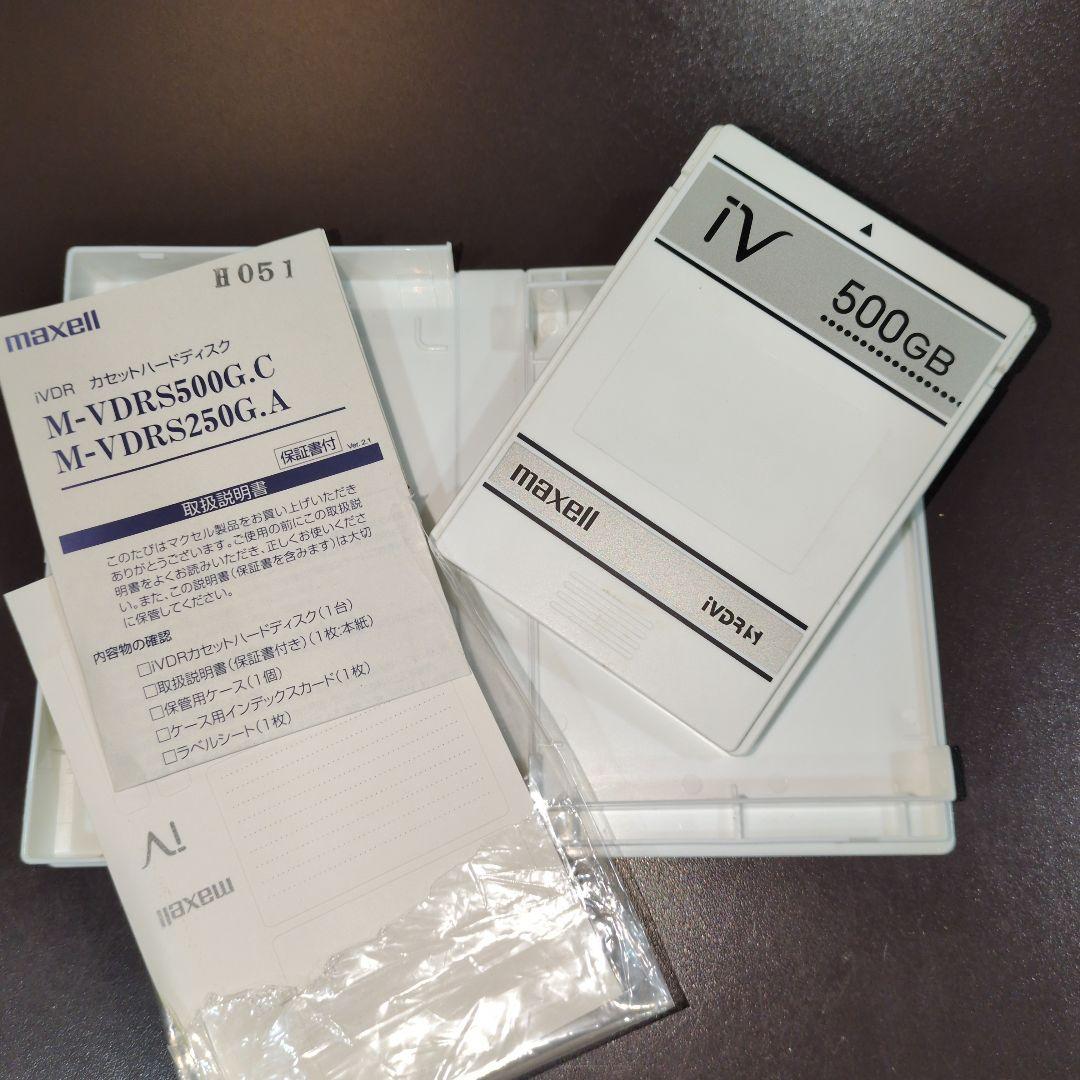 H051
maxell
iVDR カセットハードディスク
M-VDRS500G.C
M-VDRS250G.A
保証書付 Ver. 2.1
取扱説明書
このたびはマクセル製品をお買い上げいただき
ありがとうございます。ご使用の前にこの取扱説
明書をよくお読みいただき、正しくお使いくださ
い。また、この説明書(保証書を含みます)は大切
に保管してください。
内容物の確認
□iVDRカセットハードディスク(1台)
□取扱説明書(保証書付き)(1枚:本紙)
□保管用ケース(1個)
□ケース用インデックスカード(1枚)
□ラベルシート(1枚)
iV
maxell
iV
500GB
maxell
iVDR-S